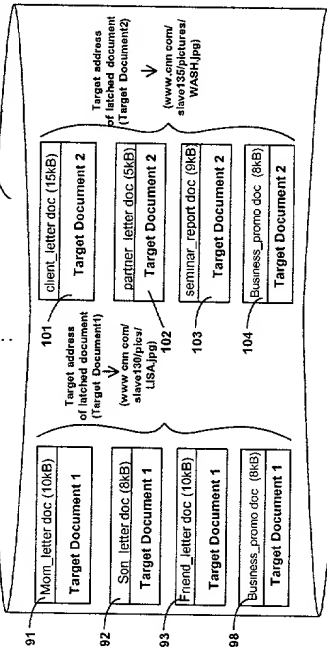 91
Mom_letter doc (10kB)
Target Document 1
92
Son_letter doc (8kB)
Target Document 1
93
Friend_letter doc (10kB)
Target Document 1
98
Business_promo doc (8kB)
Target Document 1
Target address
of latched document
(Target Document1)
(www cnn com/
slave130/pics/
LISA.jpg)
101
client_letter doc (15kB)
Target Document 2
102
partner_letter doc (5kB)
Target Document 2
103
seminar_report doc (9kB)
Target Document 2
104
Business_promo doc (8kB)
Target Document 2
Target address
of latched document
(Target Document2)
(www.cnn com/
slave135/pictures/
WASH.jpg)